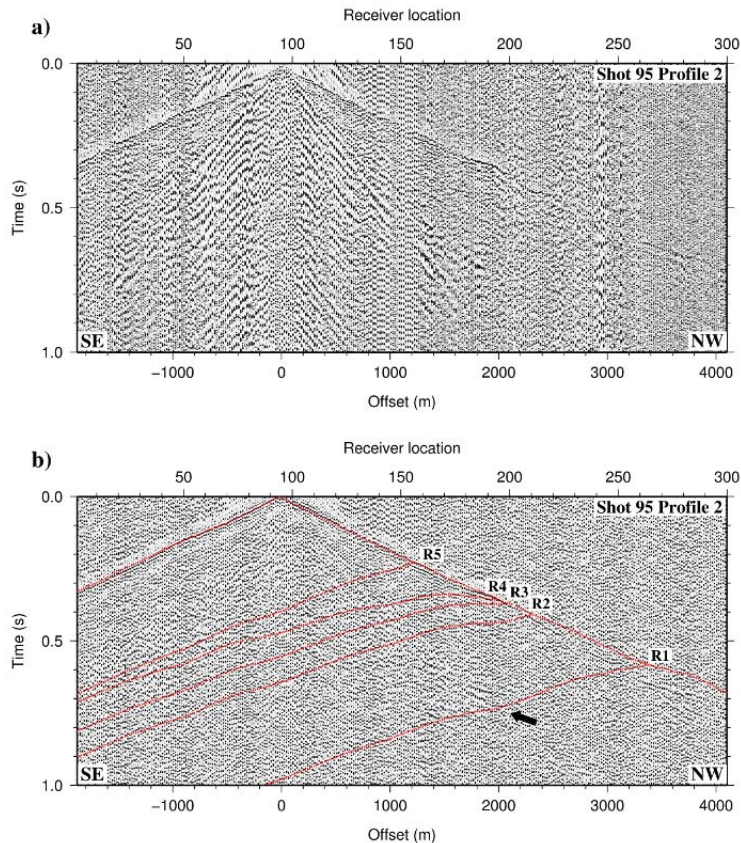 Receiver location
a)
50 100 150 200 250 300
0.0
Shot 95 Profile 2
Time (s)
0.5
SE
NW
1.0
−1000 0 1000 2000 3000 4000
Offset (m)
b)
Receiver location
50 100 150 200 250 300
0.0
Shot 95 Profile 2
R5
R4
R3
R2
Time (s)
0.5
R1
SE
NW
1.0
−1000 0 1000 2000 3000 4000
Offset (m)